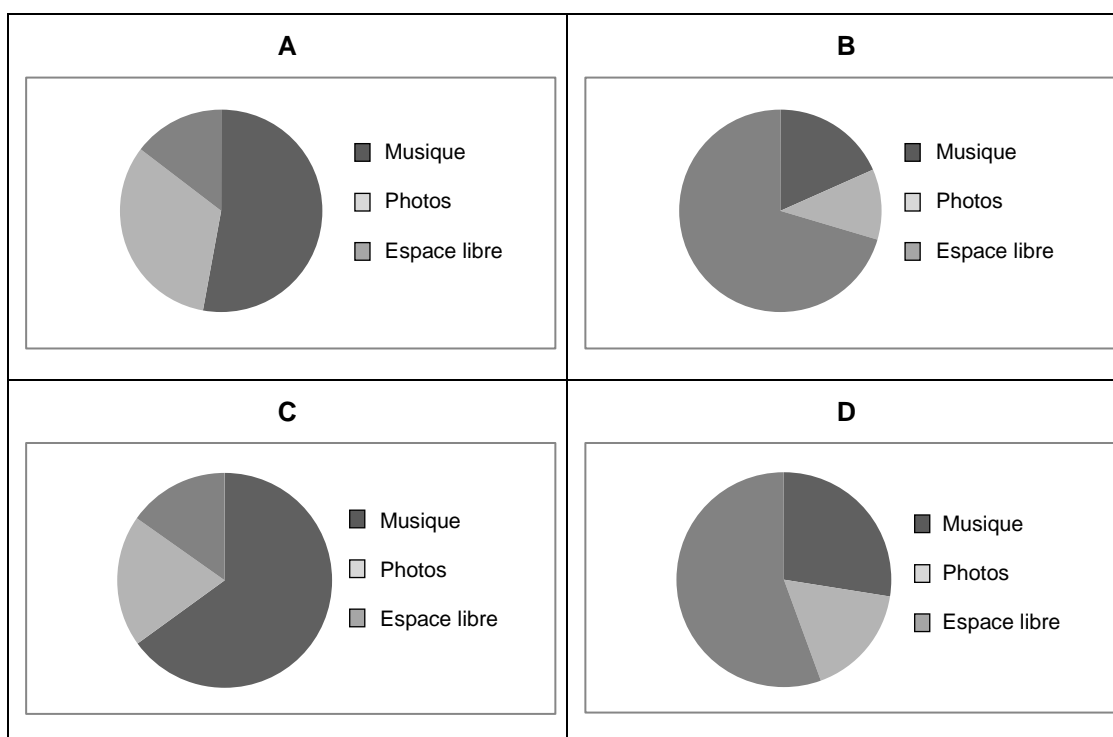 A
Musique
Photos
Espace libre
B
Musique
Photos
Espace libre
C
Musique
Photos
Espace libre
D
Musique
Photos
Espace libre